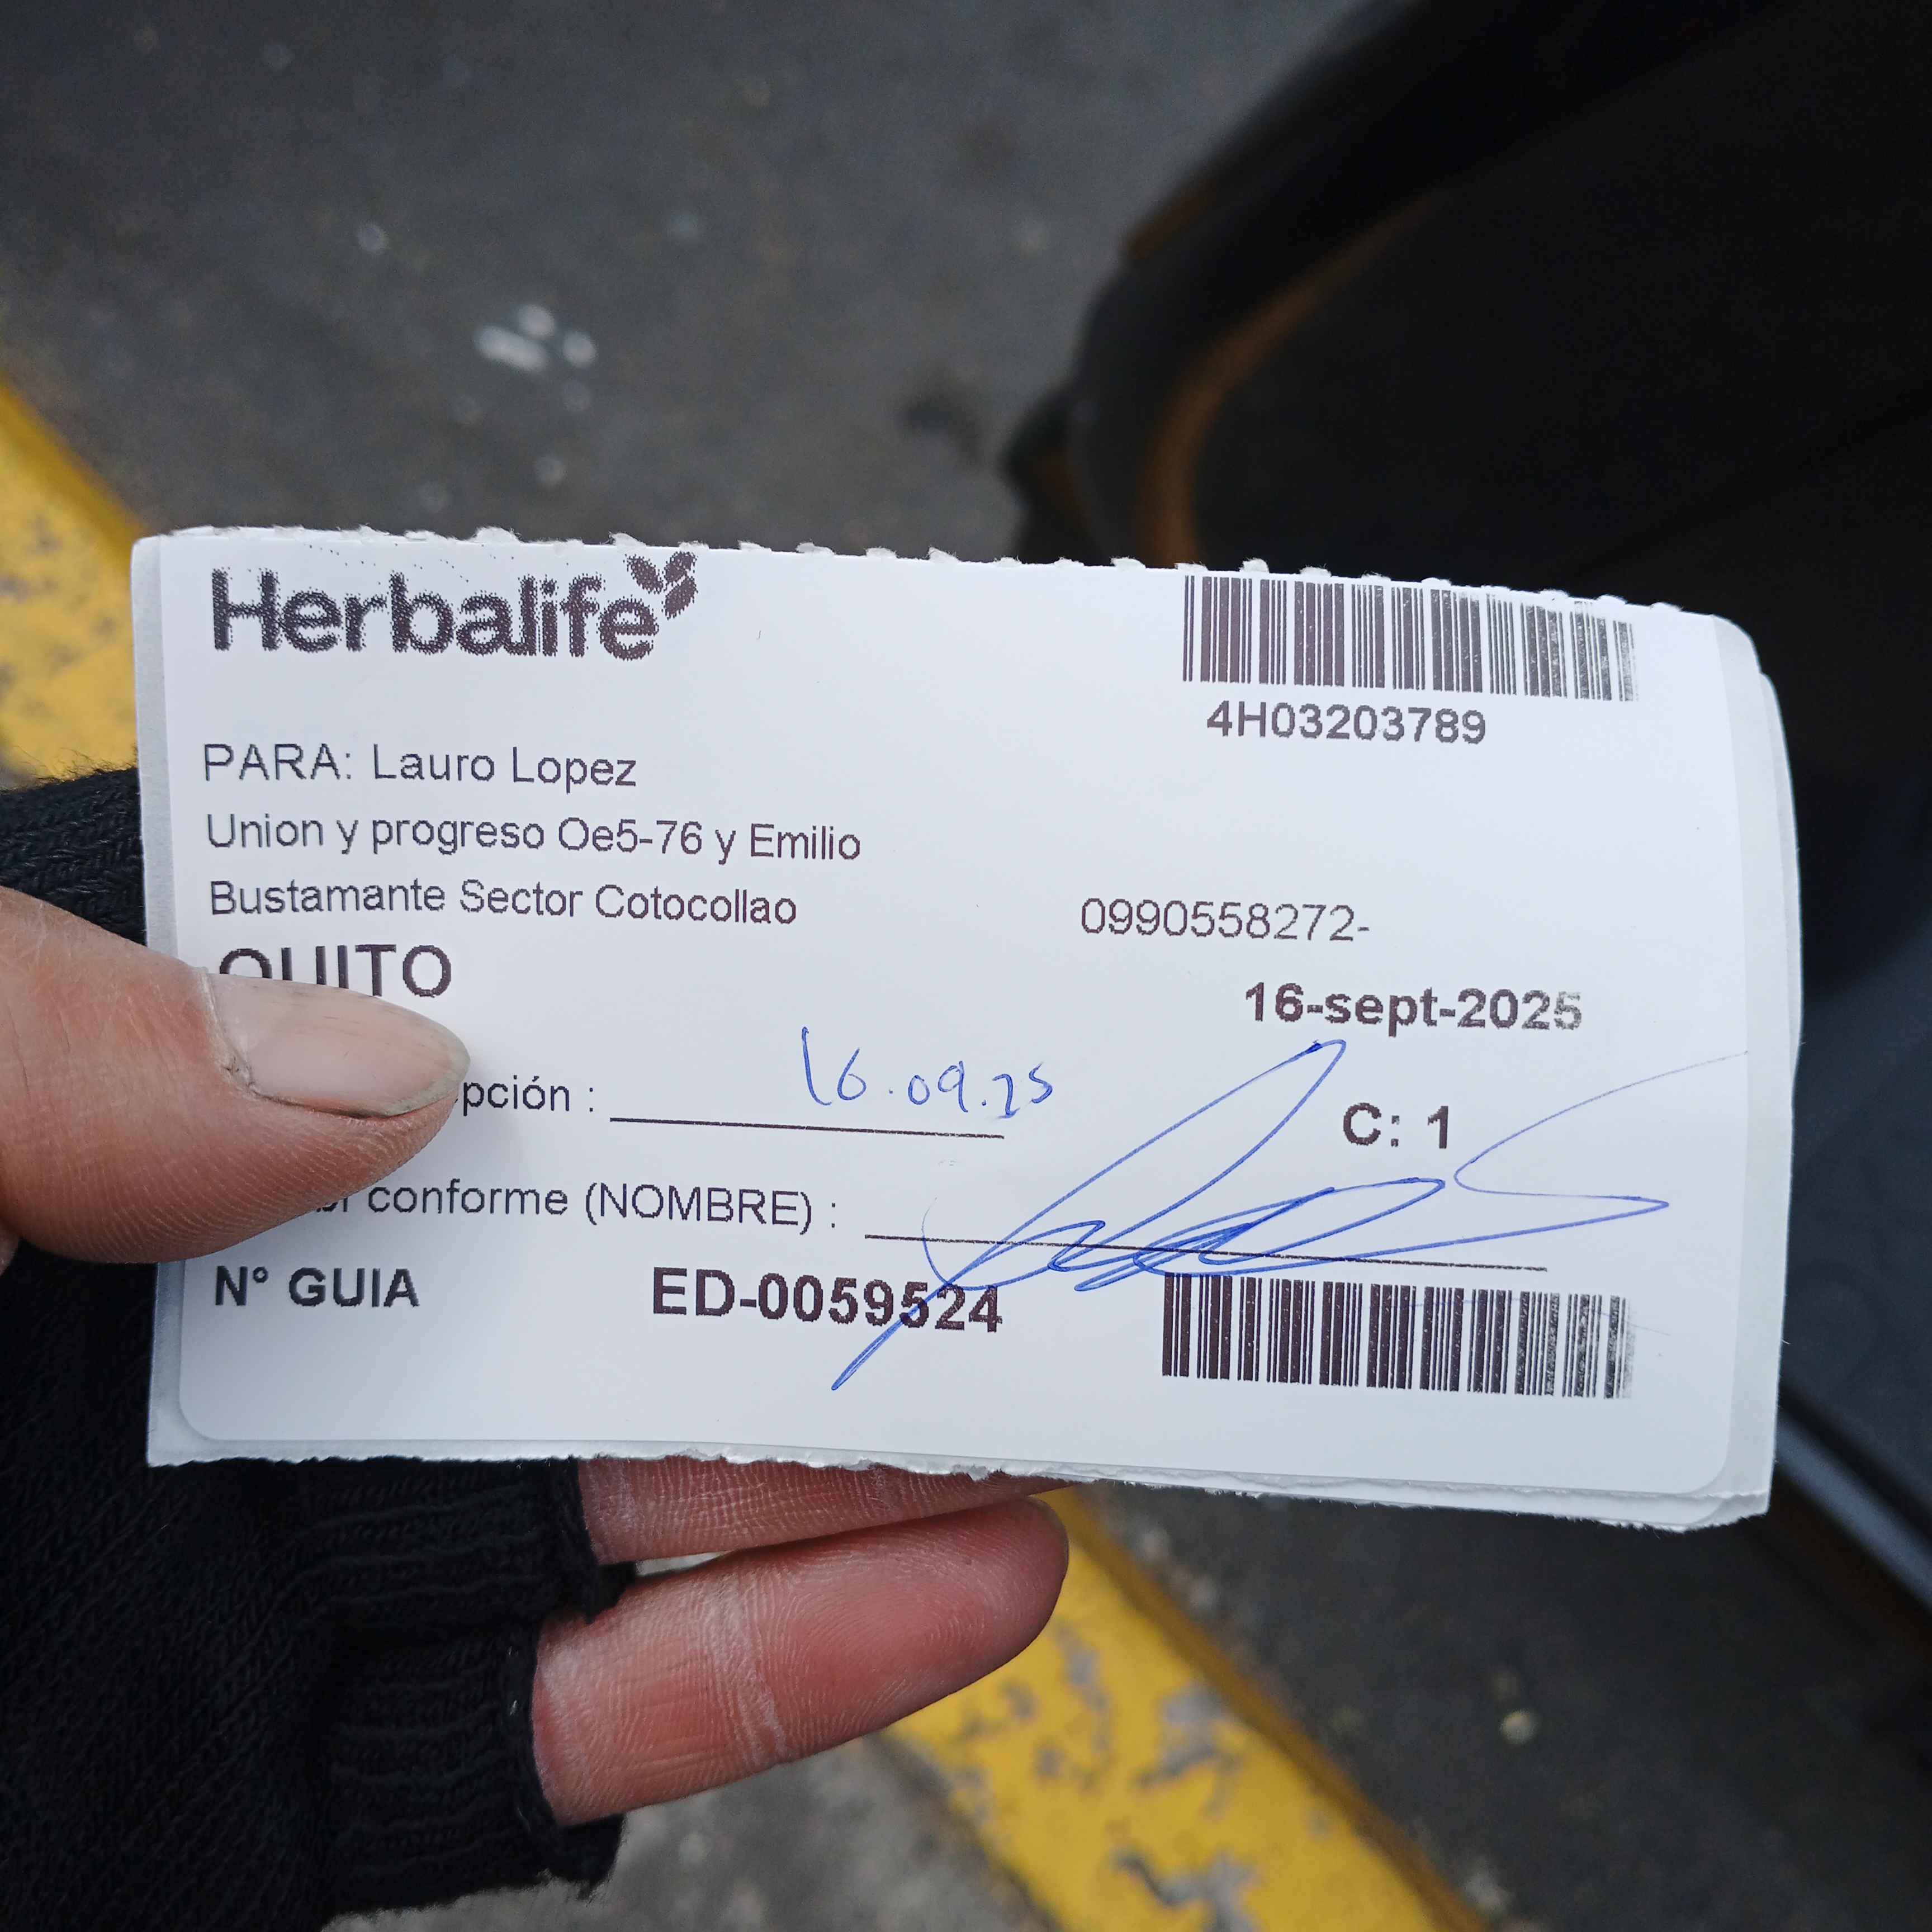 Herbalife
4H03203789
PARA: Lauro Lopez
Union y progreso Oe5-76 y Emilio
Bustamante Sector Cotocollao
0990558272-
QUITO
16-sept-2025
pción : 16.09.25
C: 1
conforme (NOMBRE) :
N° GUIA ED-0059524